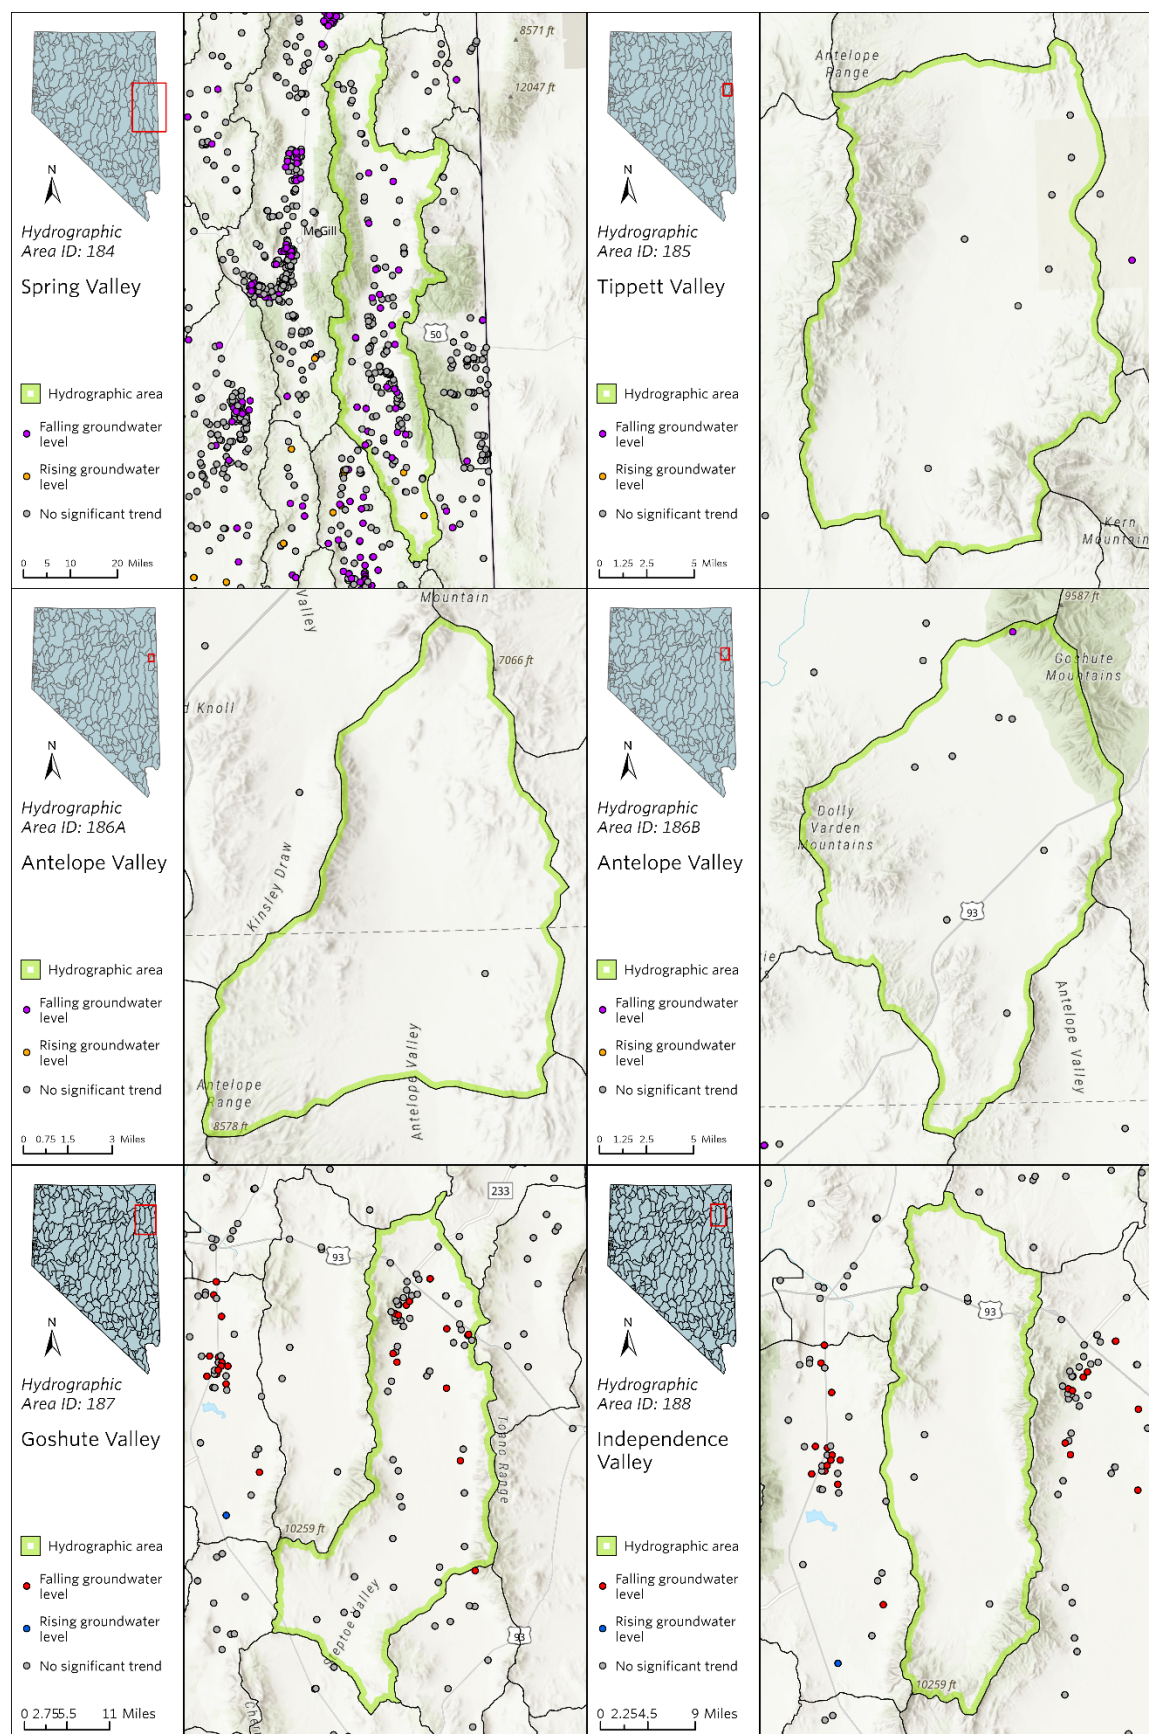 N
Hydrographic
Area ID: 184
Spring Valley
Hydrographic area
Falling groundwater
level
Rising groundwater
level
No significant trend
0 5 10 20 Miles
8571 ft
12047 ft
McGill
50
N
Hydrographic
Area ID: 185
Tippett Valley
Hydrographic area
Falling groundwater
level
Rising groundwater
level
No significant trend
0 1.25 2.5 5 Miles
Antelope
Range
Kern
Mountain
N
Hydrographic
Area ID: 186A
Antelope Valley
Hydrographic area
Falling groundwater
level
Rising groundwater
level
No significant trend
0 0.75 1.5 3 Miles
Valley
Mountain
7066 ft
d Knoll
Kinsley Draw
Antelope Valley
Antelope
Range
8578 ft
N
Hydrographic
Area ID: 186B
Antelope Valley
Hydrographic area
Falling groundwater
level
Rising groundwater
level
No significant trend
0 1.25 2.5 5 Miles
9587 ft
Goshute
Mountains
Dolly
Varden
Mountains
93
rie
s
Antelope Valley
N
Hydrographic
Area ID: 187
Goshute Valley
Hydrographic area
Falling groundwater
level
Rising groundwater
level
No significant trend
0 2.755.5 11 Miles
233
93
Toano Range
10259 ft
Steptoe Valley
93
N
Hydrographic
Area ID: 188
Independence
Valley
Hydrographic area
Falling groundwater
level
Rising groundwater
level
No significant trend
0 2.254.5 9 Miles
93
10259 ft